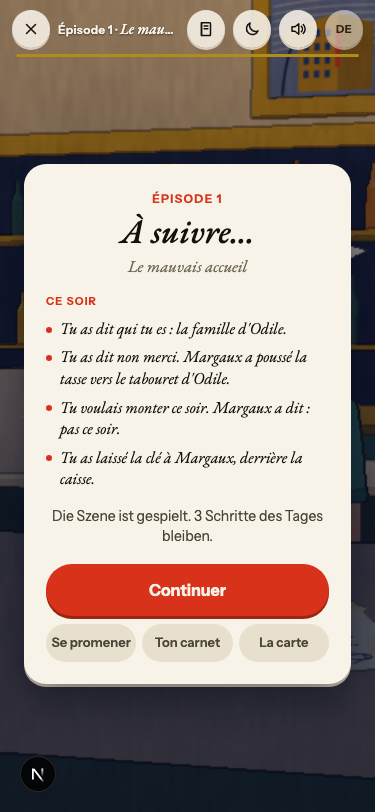 Épisode 1 · Le mau...
DE
ÉPISODE 1
À suivre...
Le mauvais accueil
CE SOIR
Tu as dit qui tu es : la famille d'Odile.
Tu as dit non merci. Margaux a poussé la
tasse vers le tabouret d'Odile.
Tu voulais monter ce soir. Margaux a dit :
pas ce soir.
Tu as laissé la clé à Margaux, derrière la
caisse.
Die Szene ist gespielt. 3 Schritte des Tages
bleiben.
Continuer
Se promener
Ton carnet
La carte
N